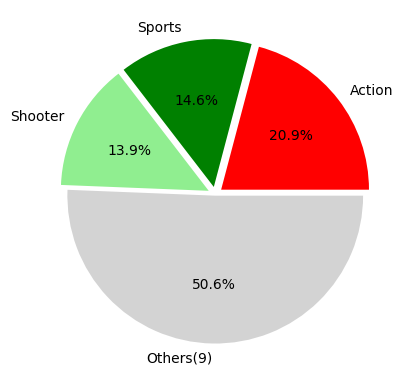 Sports
Action
14.6%
20.9%
Shooter
13.9%
50.6%
Others(9)